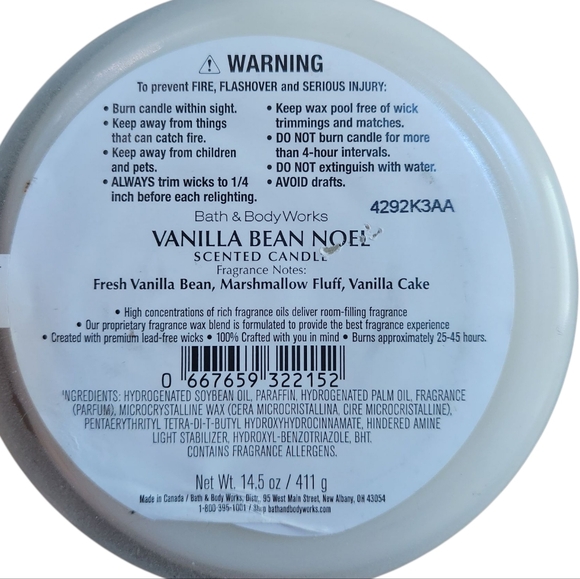 ⚠ WARNING
To prevent FIRE, FLASHOVER and SERIOUS INJURY:
• Burn candle within sight.
• Keep away from things
that can catch fire.
• Keep away from children
and pets.
• ALWAYS trim wicks to 1/4
inch before each relighting.
• Keep wax pool free of wick
trimmings and matches.
• DO NOT burn candle for more
than 4-hour intervals.
• DO NOT extinguish with water.
• AVOID drafts.
4292K3AA
Bath & Body Works
VANILLA BEAN NOEL
SCENTED CANDLE
Fragrance Notes:
Fresh Vanilla Bean, Marshmallow Fluff, Vanilla Cake
• High concentrations of rich fragrance oils deliver room-filling fragrance
• Our proprietary fragrance wax blend is formulated to provide the best fragrance experience
• Created with premium lead-free wicks • 100% Crafted with you in mind • Burns approximately 25-45 hours.
0 667659 322152
INGREDIENTS: HYDROGENATED SOYBEAN OIL, PARAFFIN, HYDROGENATED PALM OIL, FRAGRANCE
(PARFUM), MICROCRYSTALLINE WAX (CERA MICROCRISTALLINA, CIRE MICROCRISTALLINE),
PENTAERYTHRITYL TETRA-DI-T-BUTYL HYDROXYHYDROCINNAMATE, HINDERED AMINE
LIGHT STABILIZER, HYDROXYL-BENZOTRIAZOLE, BHT.
CONTAINS FRAGRANCE ALLERGENS.
Net Wt. 14.5 oz / 411 g
Made in Canada / Bath & Body Works, Distr., 95 West Main Street, New Albany, OH 43054
1-800 395-1001 / Shop bathandbodyworks.com